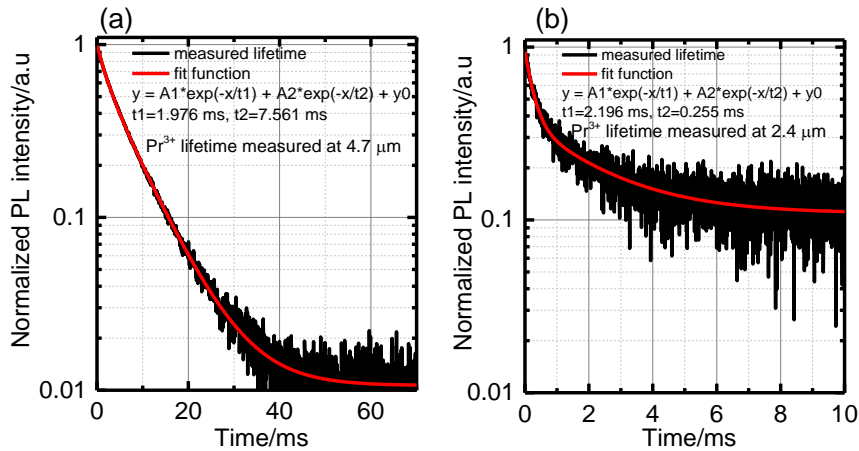 (a)
measured lifetime
fit function
y = A1*exp(-x/t1) + A2*exp(-x/t2) + y0
t1=1.976 ms, t2=7.561 ms
Pr³⁺ lifetime measured at 4.7 μm
Normalized PL intensity/a.u
1
0.1
0.01
0
20
40
60
Time/ms
(b)
measured lifetime
fit function
y = A1*exp(-x/t1) + A2*exp(-x/t2) + y0
t1=2.196 ms, t2=0.255 ms
Pr³⁺ lifetime measured at 2.4 μm
Normalized PL intensity/a.u
1
0.1
0.01
0
2
4
6
8
10
Time/ms